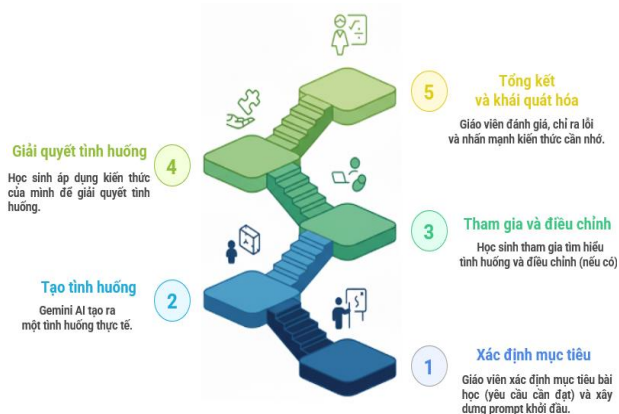 5
Tổng kết
và khái quát hóa
Giáo viên đánh giá, chỉ ra lỗi
và nhấn mạnh kiến thức cần nhớ.
Giải quyết tình huống
4
Học sinh áp dụng kiến thức
của mình để giải quyết tình
huống.
3
Tham gia và điều chỉnh
Học sinh tham gia tìm hiểu
tình huống và điều chỉnh (nếu có)
Tạo tình huống
2
Gemini AI tạo ra
một tình huống thực tế.
1
Xác định mục tiêu
Giáo viên xác định mục tiêu bài
học (yêu cầu cần đạt) và xây
dựng prompt khởi đầu.